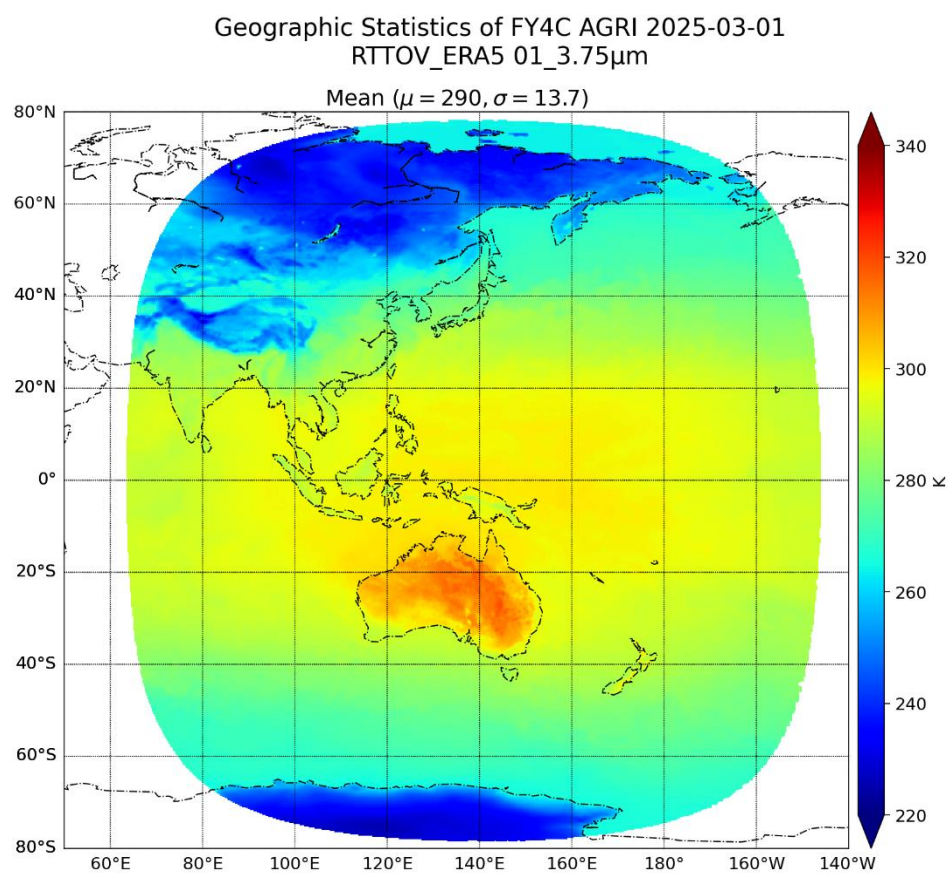 Geographic Statistics of FY4C AGRI 2025-03-01
RTTOV_ERA5 01_3.75μm
Mean (μ = 290, σ = 13.7)
80°N
60°N
40°N
20°N
0°
20°S
40°S
60°S
80°S
60°E
80°E
100°E
120°E
140°E
160°E
180°
160°W
140°W
340
320
300
280
260
240
220
K